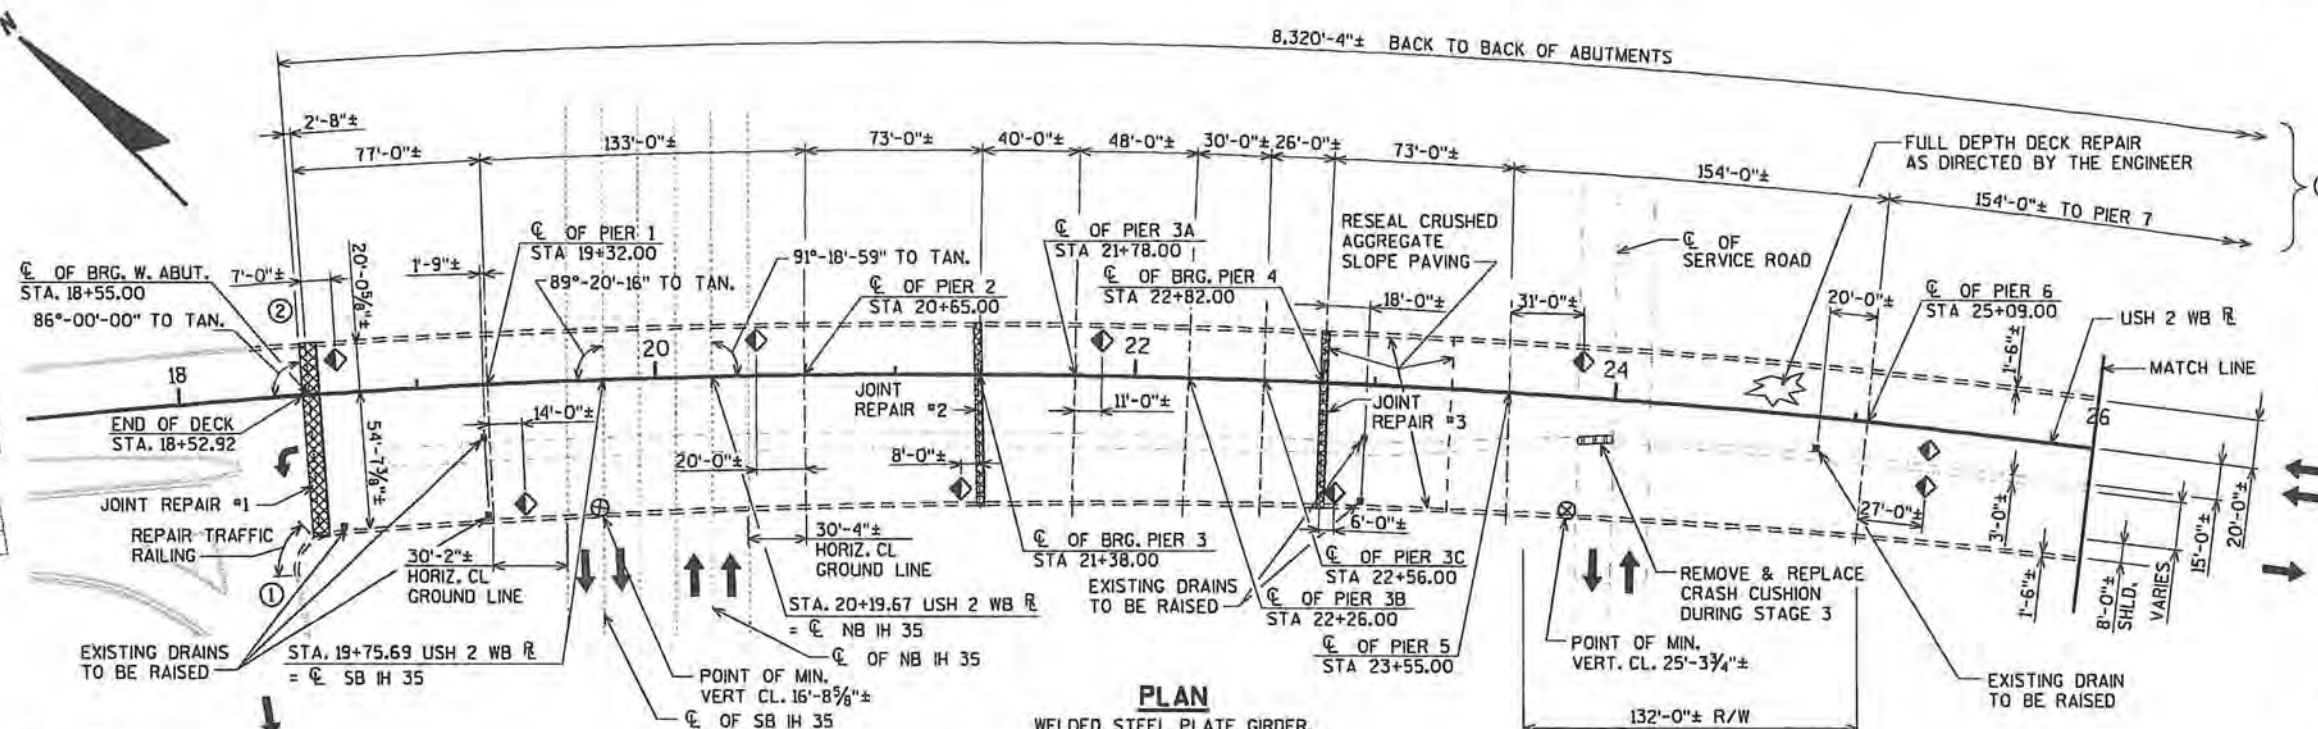 N
8,320'-4"± BACK TO BACK OF ABUTMENTS
2'-8"±
77'-0"±
133'-0"±
73'-0"±
40'-0"±
48'-0"±
30'-0"±
26'-0"±
73'-0"±
154'-0"±
154'-0"± TO PIER 7
FULL DEPTH DECK REPAIR
AS DIRECTED BY THE ENGINEER
℄ OF BRG. W. ABUT.
STA. 18+55.00
86°-00'-00" TO TAN.
7'-0"±
②
20'-0⅝"±
1'-9"±
℄ OF PIER 1
STA 19+32.00
89°-20'-16" TO TAN.
91°-18'-59" TO TAN.
℄ OF PIER 2
STA 20+65.00
℄ OF PIER 3A
STA 21+78.00
℄ OF BRG. PIER 4
STA 22+82.00
RESEAL CRUSHED
AGGREGATE
SLOPE PAVING
18'-0"±
℄ OF
SERVICE ROAD
31'-0"±
20'-0"±
℄ OF PIER 6
STA 25+09.00
1'-6"±
USH 2 WB ℞
MATCH LINE
18
20
22
24
26
END OF DECK
STA. 18+52.92
54'-7⅜"±
14'-0"±
20'-0"±
JOINT
REPAIR #2
8'-0"±
11'-0"±
JOINT
REPAIR #3
JOINT REPAIR #1
REPAIR TRAFFIC
RAILING
①
30'-2"±
HORIZ. CL
GROUND LINE
30'-4"±
HORIZ. CL
GROUND LINE
℄ OF BRG. PIER 3
STA 21+38.00
6'-0"±
EXISTING DRAINS
TO BE RAISED
℄ OF PIER 3C
STA 22+56.00
℄ OF PIER 3B
STA 22+26.00
℄ OF PIER 5
STA 23+55.00
REMOVE & REPLACE
CRASH CUSHION
DURING STAGE 3
27'-0"±
3'-0"±
1'-6"±
8'-0"±
SHLD.
VARIES
15'-0"±
20'-0"±
EXISTING DRAINS
TO BE RAISED
STA. 19+75.69 USH 2 WB ℞
= ℄ SB IH 35
STA. 20+19.67 USH 2 WB ℞
= ℄ NB IH 35
℄ OF NB IH 35
POINT OF MIN.
VERT CL. 16'-8⅝"±
℄ OF SB IH 35
POINT OF MIN.
VERT. CL. 25'-3¾"±
EXISTING DRAIN
TO BE RAISED
132'-0"± R/W
PLAN
WELDED STEEL PLATE GIRDER